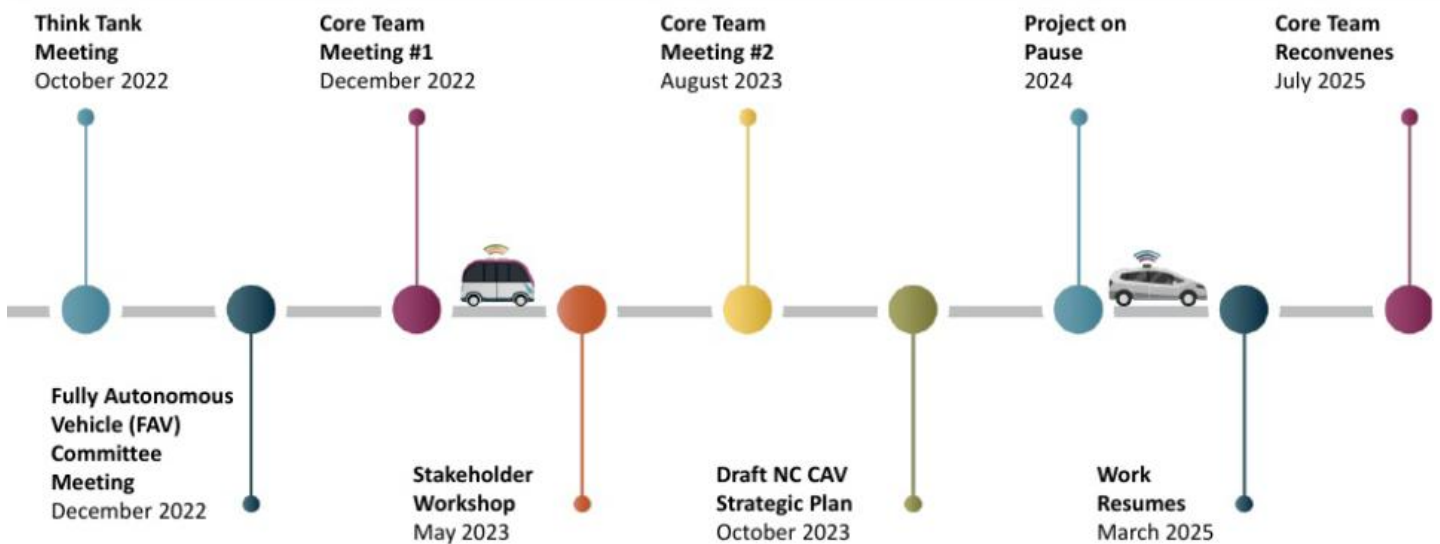 Think Tank
Meeting
October 2022
Core Team
Meeting #1
December 2022
Core Team
Meeting #2
August 2023
Project on
Pause
2024
Core Team
Reconvenes
July 2025
Fully Autonomous
Vehicle (FAV)
Committee
Meeting
December 2022
Stakeholder
Workshop
May 2023
Draft NC CAV
Strategic Plan
October 2023
Work
Resumes
March 2025